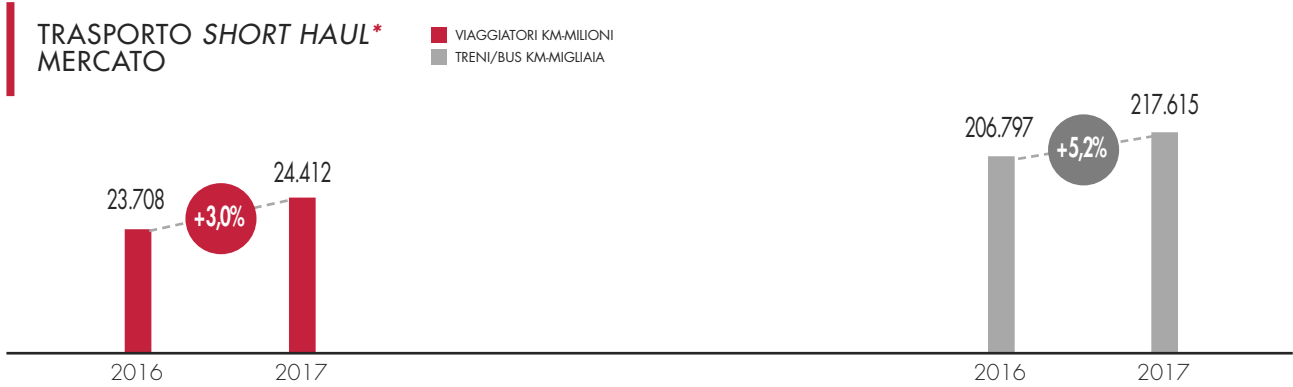 TRASPORTO SHORT HAUL*
MERCATO
VIAGGIATORI KM-MILIONI
TRENI/BUS KM-MIGLIAIA
23.708
+3,0%
24.412
2016
2017
206.797
+5,2%
217.615
2016
2017